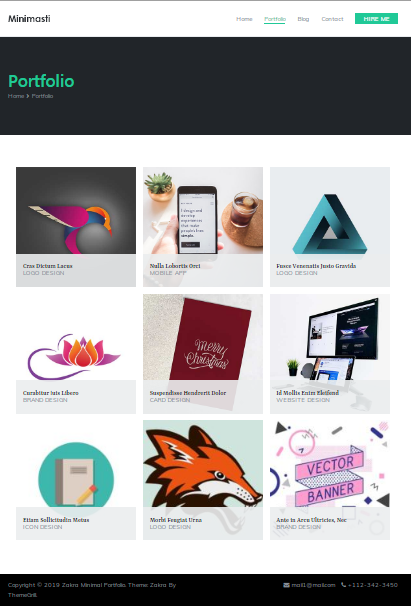 Minimasti
Home Portfolio Blog Contact HIRE ME
Portfolio
Home Portfolio
I design and
develop
experiences
that make
people's lives
simple.
Cras Dictum Lacus
LOGO DESIGN
Nulla Lobortis Orci
MOBILE APP
Fusce Venenatis Justo Gravida
LOGO DESIGN
Merry
Christmas
Curabitur luis Libero
BRAND DESIGN
Suspendisse Hendrerit Dolor
CARD DESIGN
Id Mollis Enim Eleifend
WEBSITE DESIGN
VECTOR
BANNER
Etiam Sollicitudin Metus
ICON DESIGN
Morbi Feugiat Urna
LOGO DESIGN
Ante in Arcu Ultricies, Nec
BRAND DESIGN
Copyright © 2019 Zakra Minimal Portfolio Theme Zakra By
ThemeGrill
mail1@mailcom +112-342-3450